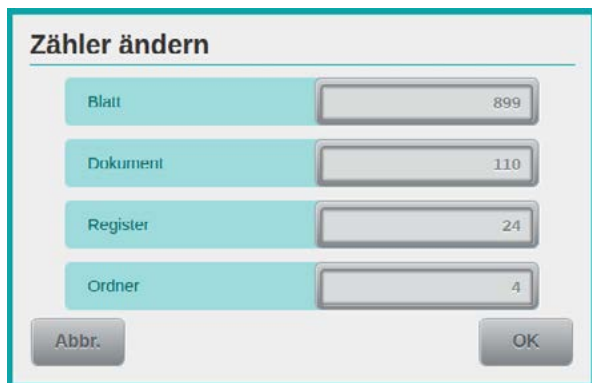 Zähler ändern
Blatt 899
Dokument 110
Register 24
Ordner 4
Abbr. OK